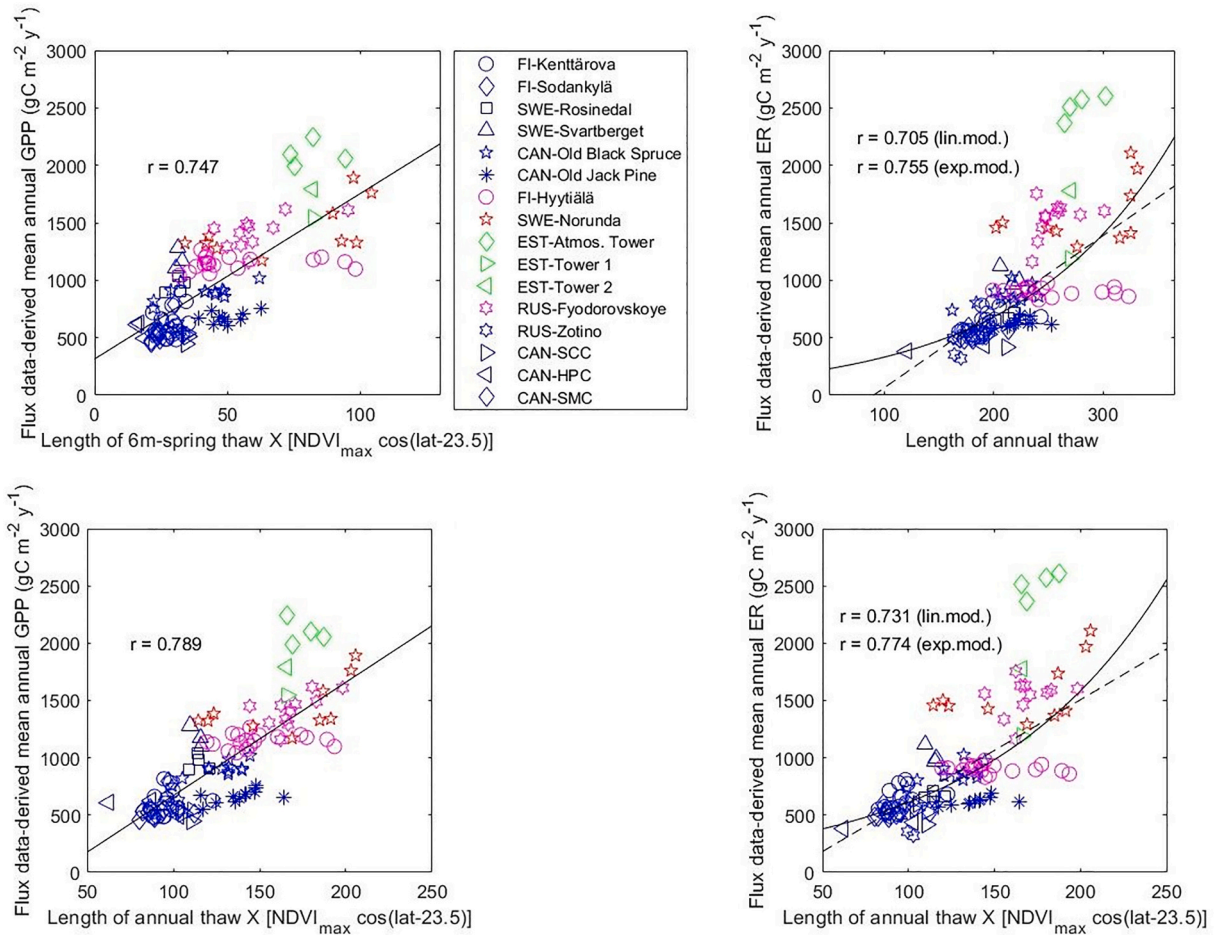 Flux data-derived mean annual GPP (gC m-2 y-1)
3000
2500
2000
1500
1000
500
0
r = 0.747
0 50 100
Length of 6m-spring thaw X [NDVImax cos(lat-23.5)]
FI-Kenttärova
FI-Sodankylä
SWE-Rosinedal
SWE-Svartberget
CAN-Old Black Spruce
CAN-Old Jack Pine
FI-Hyytiälä
SWE-Norunda
EST-Atmos. Tower
EST-Tower 1
EST-Tower 2
RUS-Fyodorovskoye
RUS-Zotino
CAN-SCC
CAN-HPC
CAN-SMC
Flux data-derived mean annual ER (gC m-2 y-1)
3000
2500
2000
1500
1000
500
0
r = 0.705 (lin.mod.)
r = 0.755 (exp.mod.)
100 200 300
Length of annual thaw
Flux data-derived mean annual GPP (gC m-2 y-1)
3000
2500
2000
1500
1000
500
0
r = 0.789
50 100 150 200 250
Length of annual thaw X [NDVImax cos(lat-23.5)]
Flux data-derived mean annual ER (gC m-2 y-1)
3000
2500
2000
1500
1000
500
0
r = 0.731 (lin.mod.)
r = 0.774 (exp.mod.)
50 100 150 200 250
Length of annual thaw X [NDVImax cos(lat-23.5)]